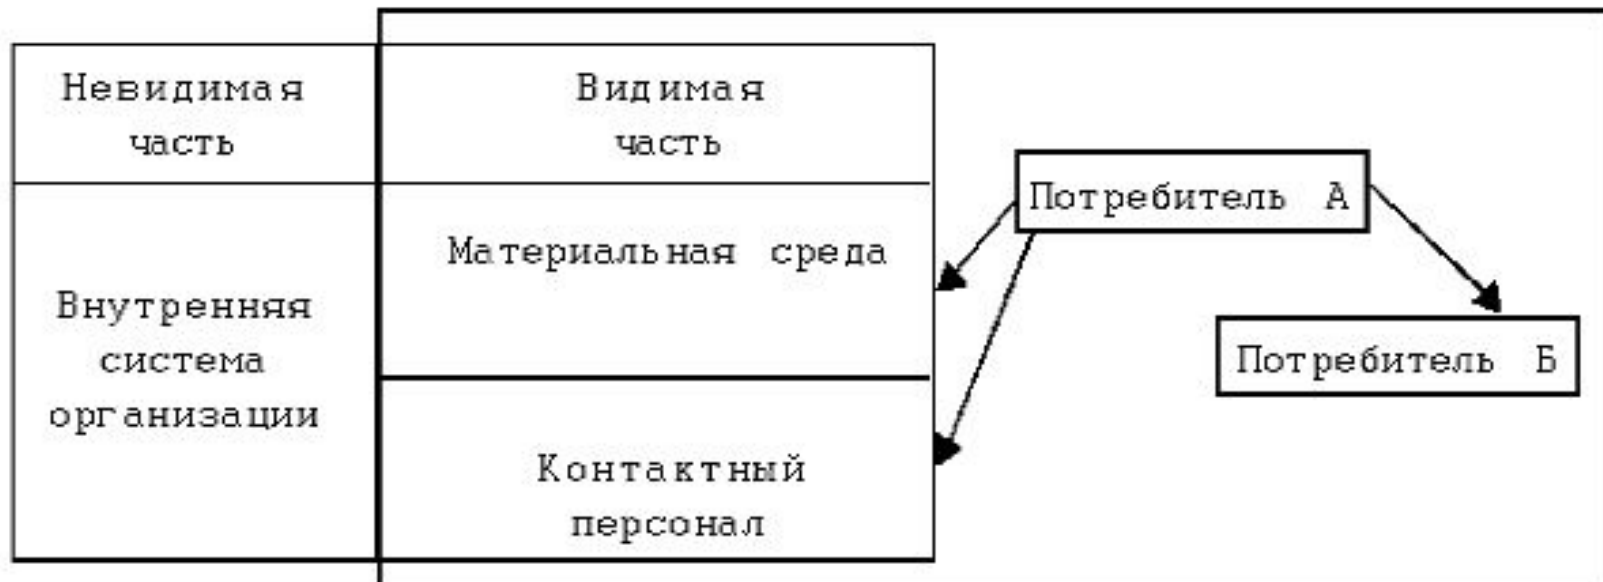 Невидимая
часть
Видимая
часть
Потребитель А
Материальная среда
Внутренняя
система
организации
Потребитель Б
Контактный
персонал